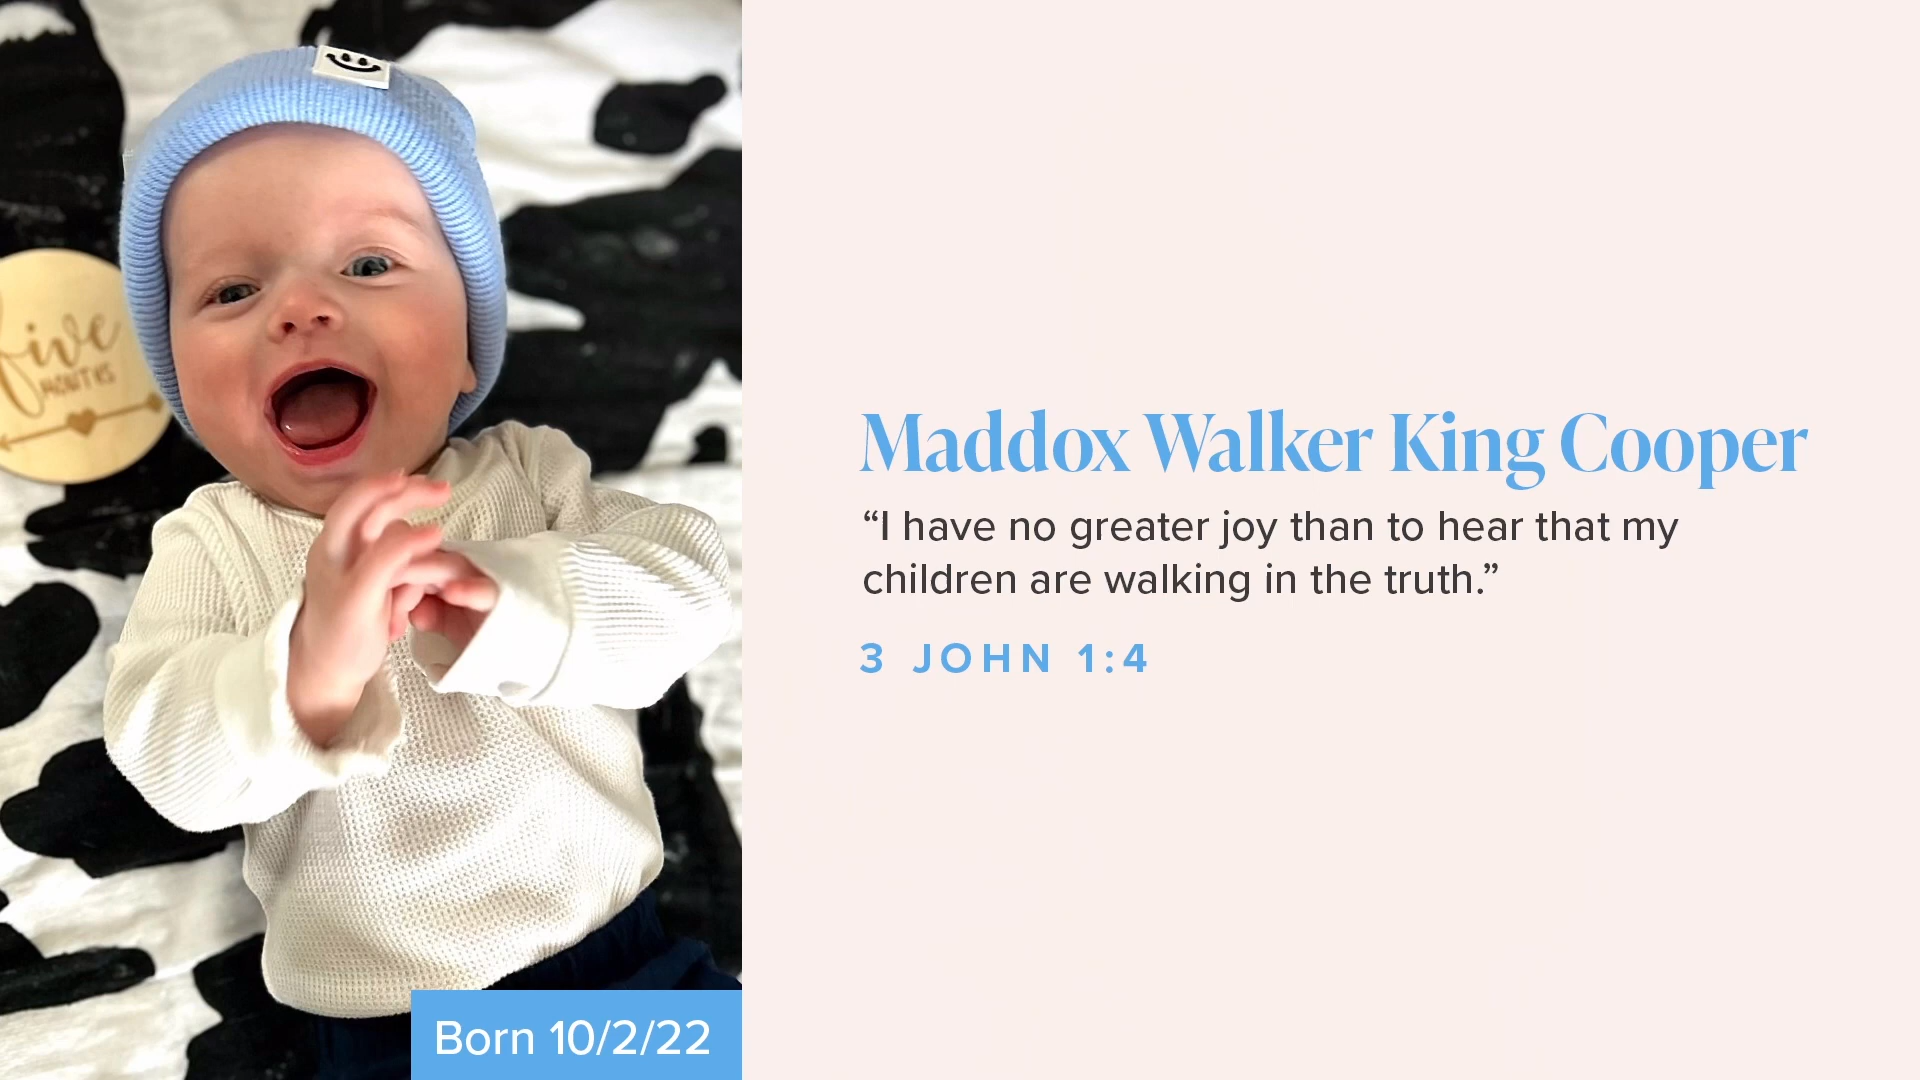 five
MONTHS
Maddox Walker King Cooper
“I have no greater joy than to hear that my
children are walking in the truth.”
3 JOHN 1:4
Born 10/2/22